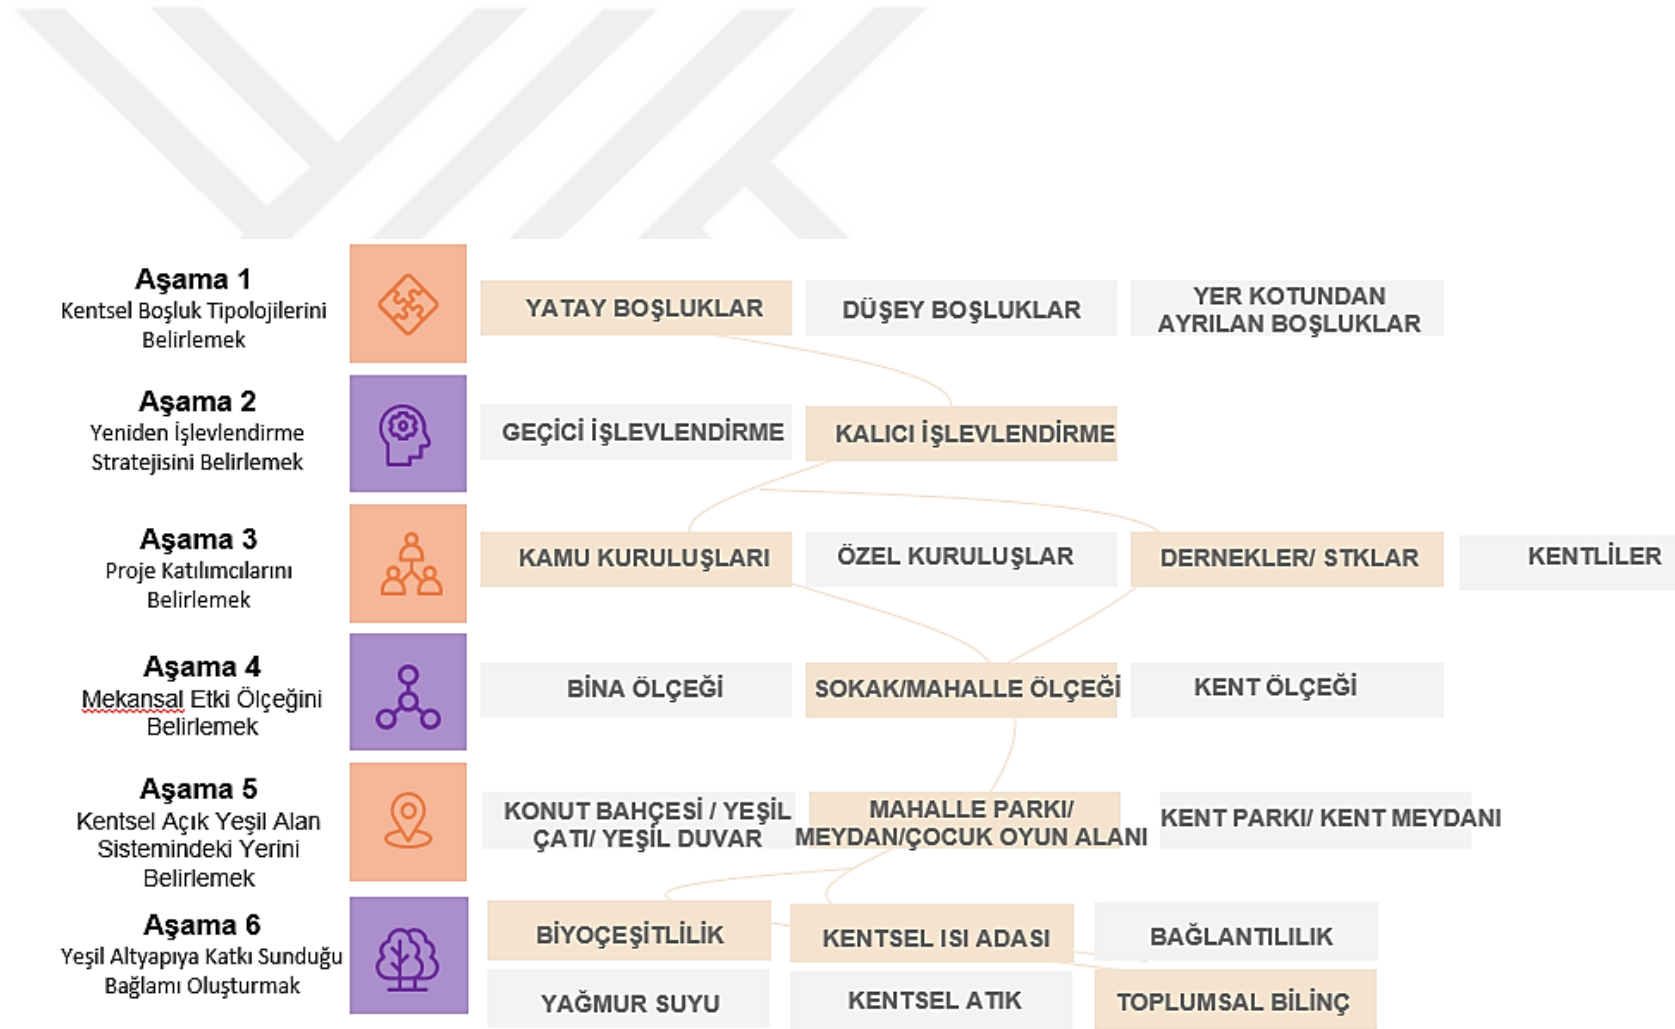 Aşama 1
Kentsel Boşluk Tipolojilerini
Belirlemek
YATAY BOŞLUKLAR
DÜŞEY BOŞLUKLAR
YER KOTUNDAN
AYRILAN BOŞLUKLAR
Aşama 2
Yeniden İşlevlendirme
Stratejisini Belirlemek
GEÇİCİ İŞLEVLENDİRME
KALICI İŞLEVLENDİRME
Aşama 3
Proje Katılımcılarını
Belirlemek
KAMU KURULUŞLARI
ÖZEL KURULUŞLAR
DERNEKLER/ STKLAR
KENTLİLER
Aşama 4
Mekansal Etki Ölçeğini
Belirlemek
BİNA ÖLÇEĞİ
SOKAK/MAHALLE ÖLÇEĞİ
KENT ÖLÇEĞİ
Aşama 5
Kentsel Açık Yeşil Alan
Sistemindeki Yerini
Belirlemek
KONUT BAHÇESİ / YEŞİL
ÇATI/ YEŞİL DUVAR
MAHALLE PARKI/
MEYDAN/ÇOCUK OYUN ALANI
KENT PARKI/ KENT MEYDANI
Aşama 6
Yeşil Altyapıya Katkı Sunduğu
Bağlamı Oluşturmak
BİYOÇEŞİTLİLİK
KENTSEL ISI ADASI
BAĞLANTILILIK
YAĞMUR SUYU
KENTSEL ATIK
TOPLUMSAL BİLİNÇ